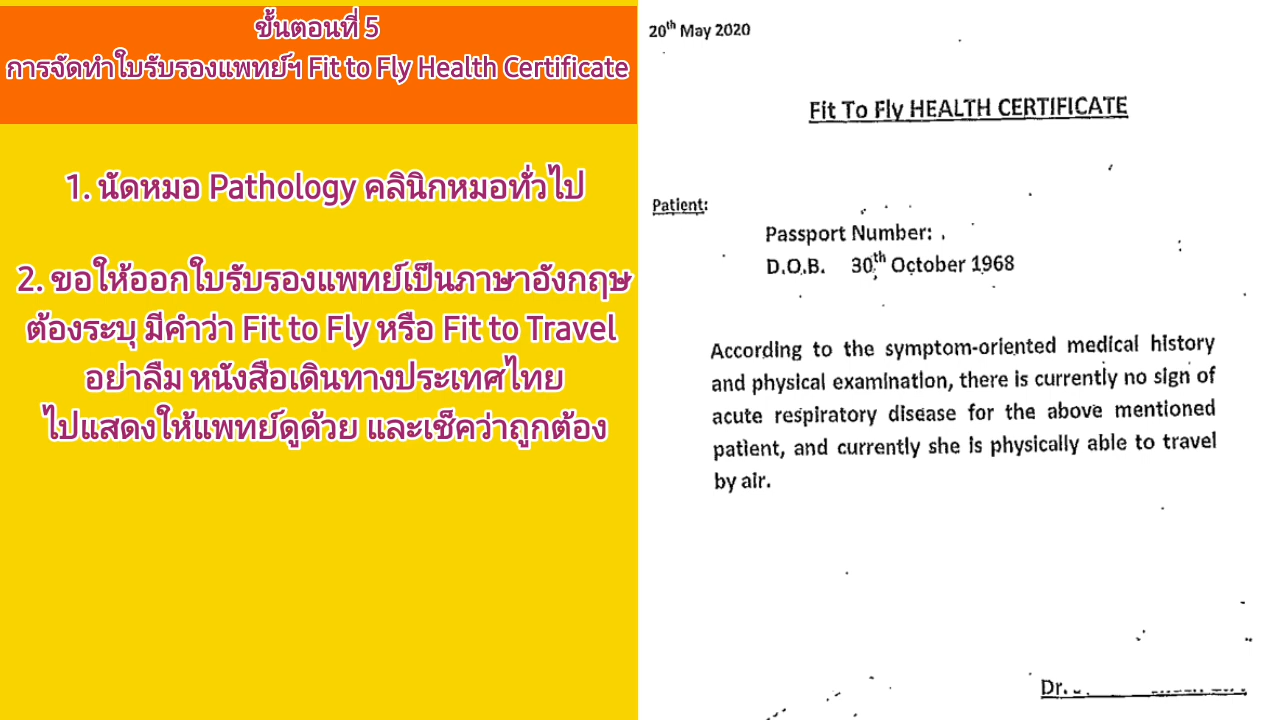 ขั้นตอนที่ 5
การจัดทำใบรับรองแพทย์ฯ Fit to Fly Health Certificate
1. นัดหมอ Pathology คลินิกหมอทั่วไป
2. ขอให้ออกใบรับรองแพทย์เป็นภาษาอังกฤษ
ต้องระบุ มีคำว่า Fit to Fly หรือ Fit to Travel
อย่าลืม หนังสือเดินทางประเทศไทย
ไปแสดงให้แพทย์ดูด้วย และเช็คว่าถูกต้อง
20th May 2020
Fit To Fly HEALTH CERTIFICATE
Patient:
Passport Number:
D.O.B. 30th October 1968
According to the symptom-oriented medical history
and physical examination, there is currently no sign of
acute respiratory disease for the above mentioned
patient, and currently she is physically able to travel
by air.
Dr.